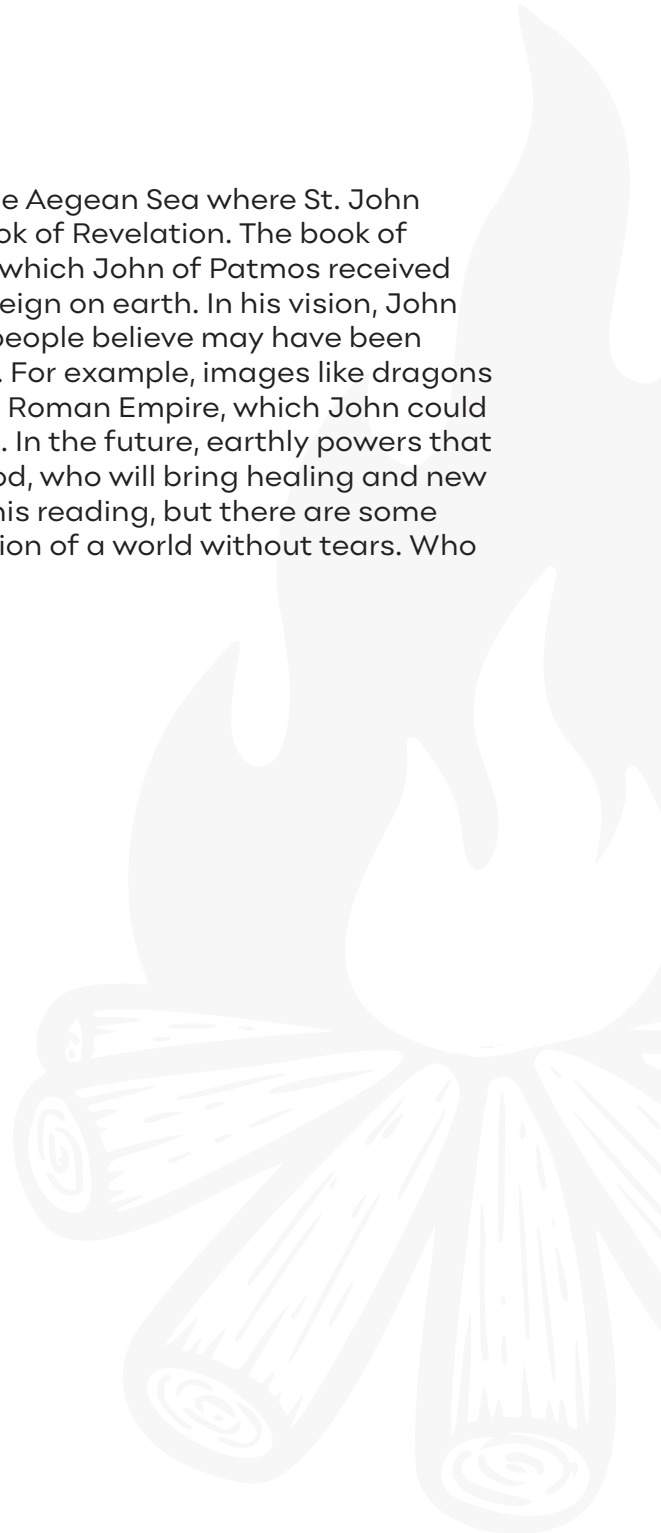 e Aegean Sea where St. John
ok of Revelation. The book of
which John of Patmos received
eign on earth. In his vision, John
people believe may have been
. For example, images like dragons
Roman Empire, which John could
. In the future, earthly powers that
od, who will bring healing and new
his reading, but there are some
ion of a world without tears. Who